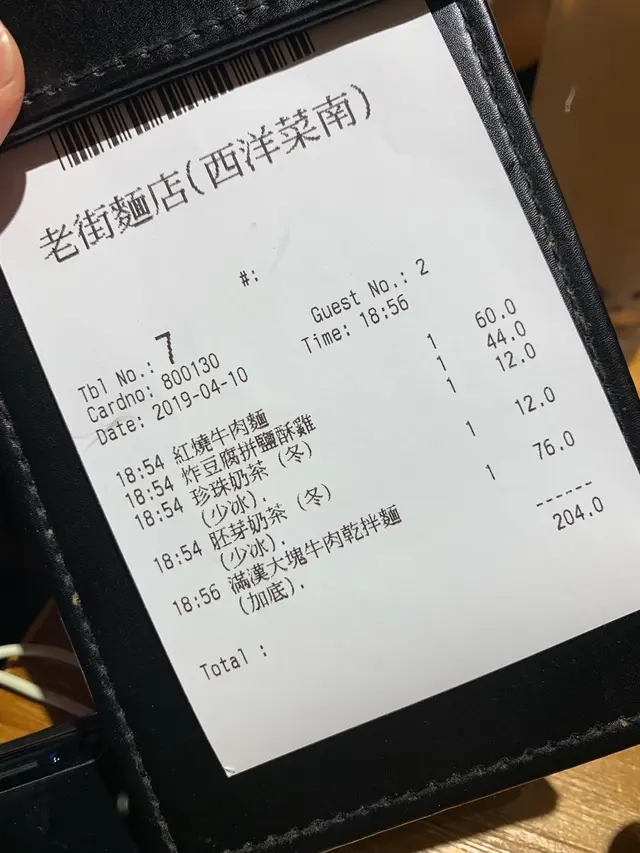 老街麵店(西洋菜南)
#:
Tbl No.: 7 Guest No.: 2
Cardno: 800130 Time: 18:56
Date: 2019-04-10
18:54 紅燒牛肉麵 1 60.0
18:54 炸豆腐拼鹽酥雞 1 44.0
18:54 珍珠奶茶 (冬) 1 12.0
(少冰).
18:54 胚芽奶茶 (冬) 1 12.0
(少冰).
18:56 滿漢大塊牛肉乾拌麵 1 76.0
(加底).
------
Total : 204.0